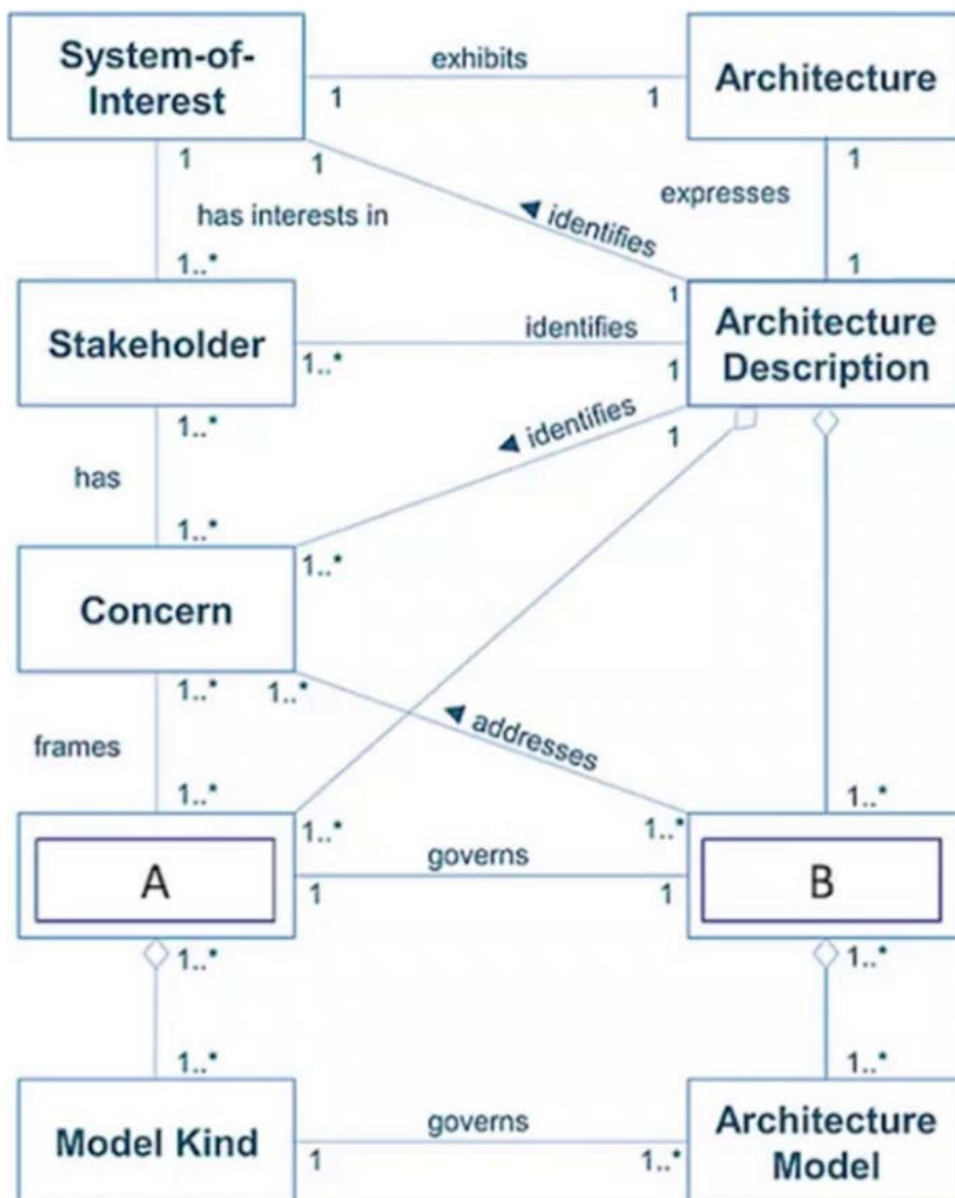 System-of-
Interest
exhibits
1
1
Architecture
1
1
1
has interests in
identifies
expresses
1..*
1
1
Stakeholder
1..*
identifies
1
Architecture
Description
1..*
identifies
1
has
1..*
1..*
Concern
1..*
1..*
frames
addresses
1..*
1..*
1..*
1..*
A
governs
1
1
B
1..*
1..*
1..*
1..*
Model Kind
governs
1
1..*
Architecture
Model